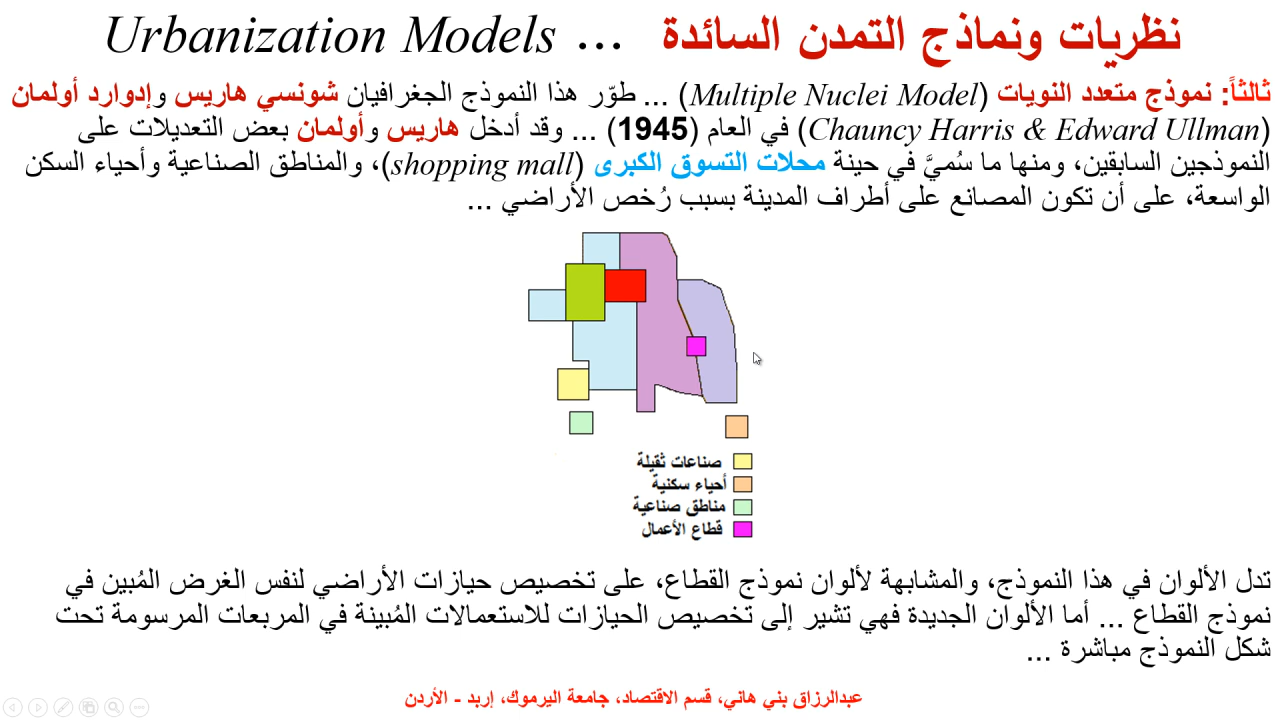 نظريات ونماذج التمدن السائدة ... Urbanization Models
ثالثاً: نموذج متعدد النويات (Multiple Nuclei Model) ... طوّر هذا النموذج الجغرافيان شونسي هاريس وإدوارد أولمان
(Chauncy Harris & Edward Ullman) في العام (1945) ... وقد أدخل هاريس وأولمان بعض التعديلات على
النموذجين السابقين، ومنها ما سُميَّ في حينة محلات التسوق الكبرى (shopping mall)، والمناطق الصناعية وأحياء السكن
الواسعة، على أن تكون المصانع على أطراف المدينة بسبب رُخص الأراضي ...
صناعات ثقيلة
أحياء سكنية
مناطق صناعية
قطاع الأعمال
تدل الألوان في هذا النموذج، والمشابهة لألوان نموذج القطاع، على تخصيص حيازات الأراضي لنفس الغرض المُبين في
نموذج القطاع ... أما الألوان الجديدة فهي تشير إلى تخصيص الحيازات للاستعمالات المُبينة في المربعات المرسومة تحت
شكل النموذج مباشرة ...
عبدالرزاق بني هاني، قسم الاقتصاد، جامعة اليرموك، إربد - الأردن